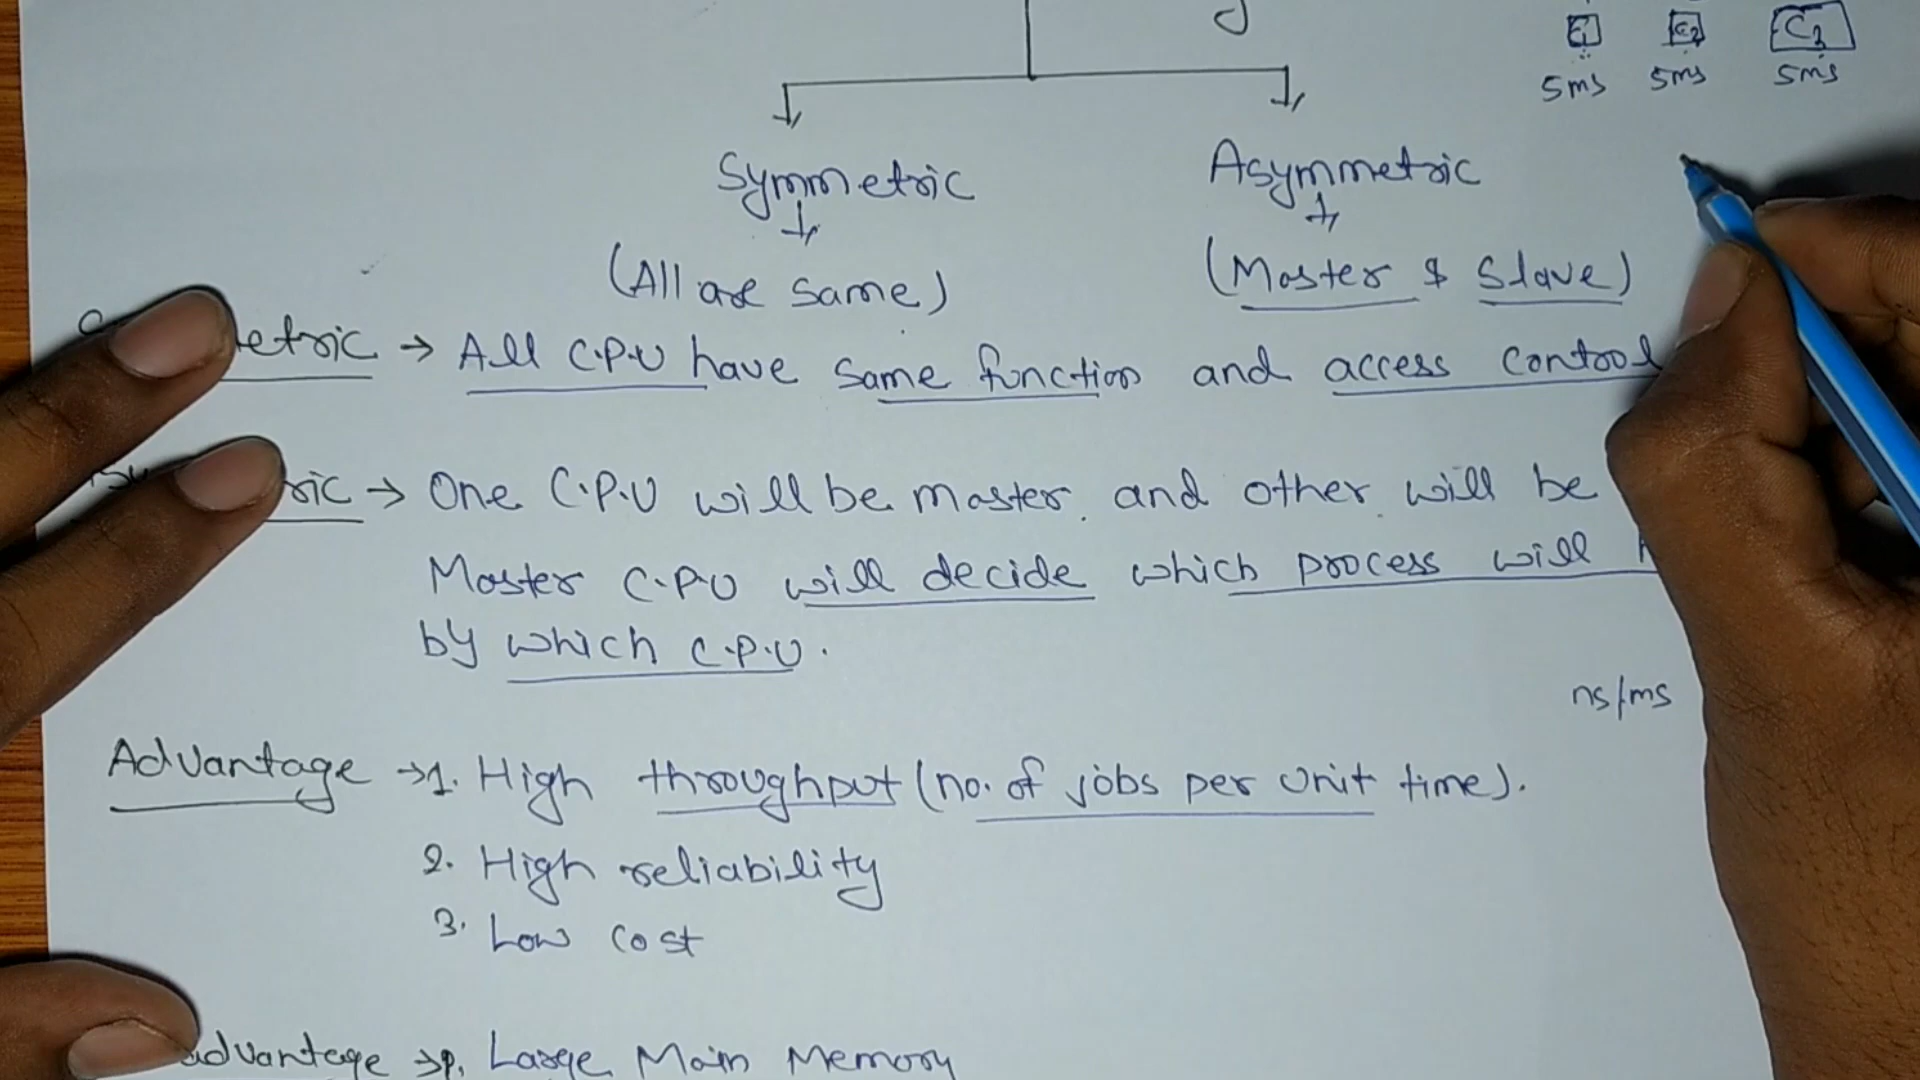 C1 C2 C3
5ms 5ms 5ms
Symmetric Asymmetric
(All are same) (Master & Slave)
etric → All C.P.U have same function and access control
ric → One C.P.U will be master and other will be
Master C.P.U will decide which process will
by which C.P.U.
ns/ms
Advantage → 1. High throughput (no. of jobs per unit time).
2. High reliability
3. Low cost
advantage → 1. Large Main Memory